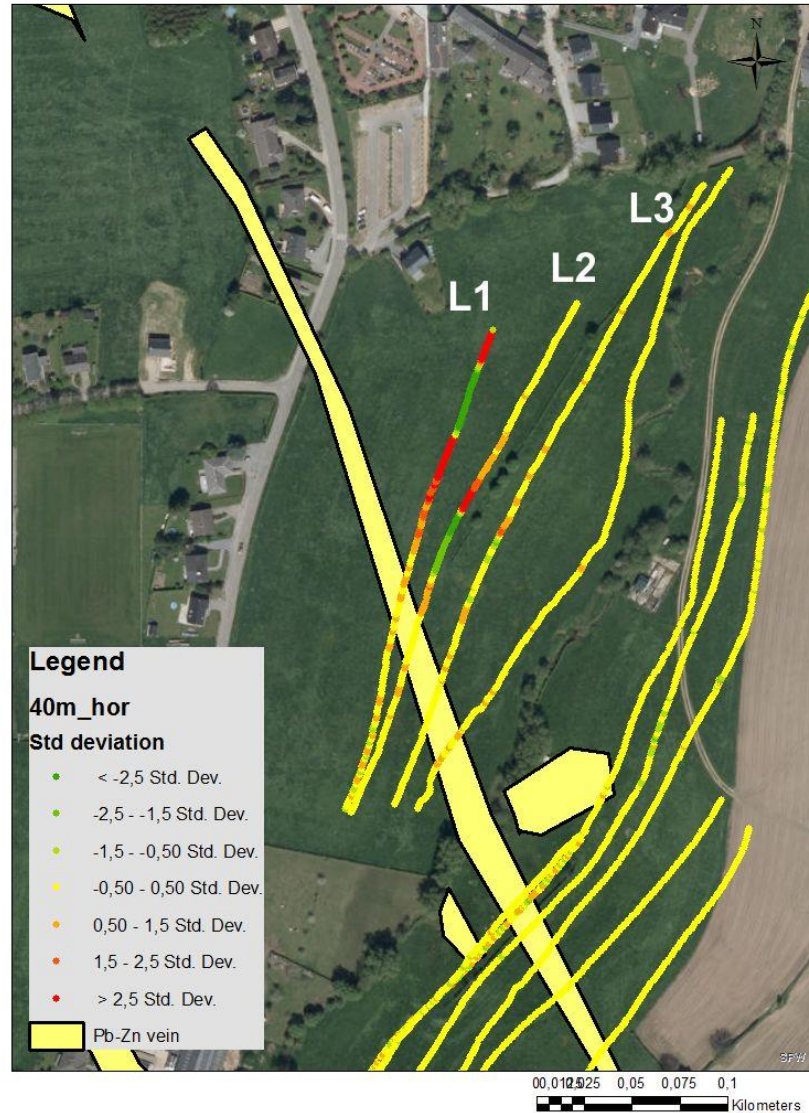 N
L3
L2
L1
Legend
40m_hor
Std deviation
< -2,5 Std. Dev.
-2,5 - -1,5 Std. Dev.
-1,5 - -0,50 Std. Dev.
-0,50 - 0,50 Std. Dev.
0,50 - 1,5 Std. Dev.
1,5 - 2,5 Std. Dev.
> 2,5 Std. Dev.
Pb-Zn vein
SPW
0,05 0,075 0,1
Kilometers